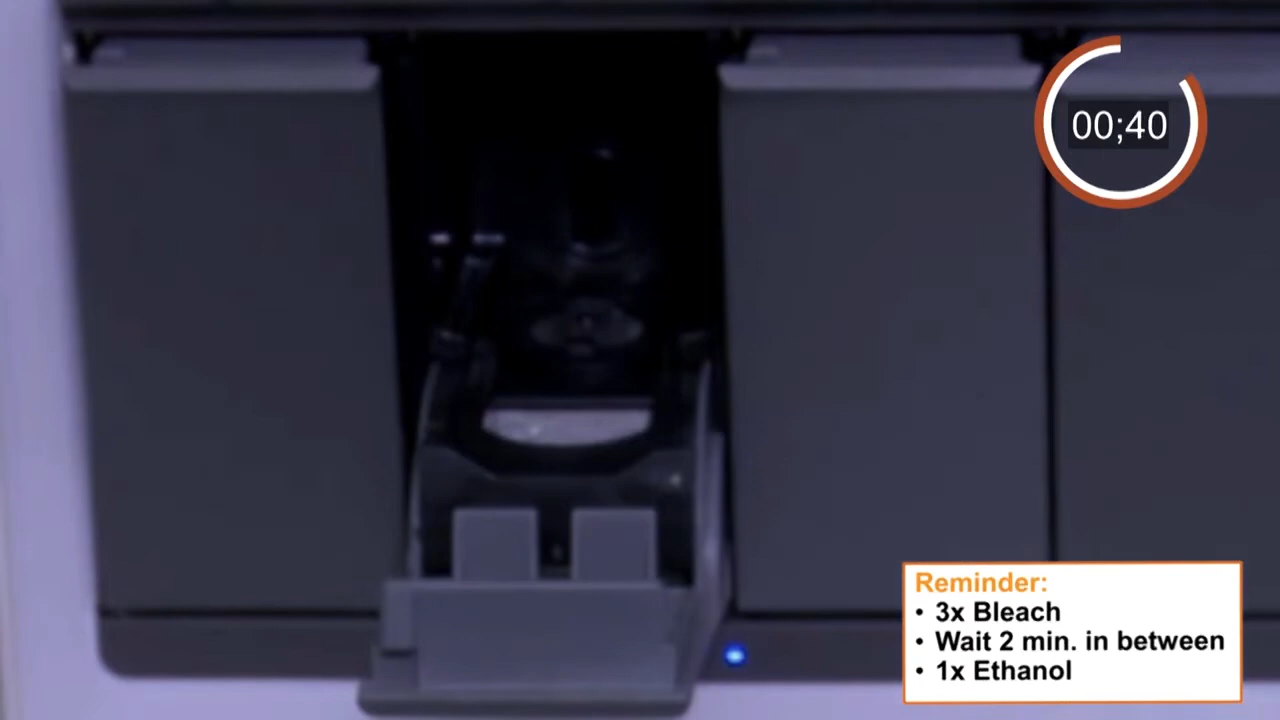 00;40
Reminder:
• 3x Bleach
• Wait 2 min. in between
• 1x Ethanol